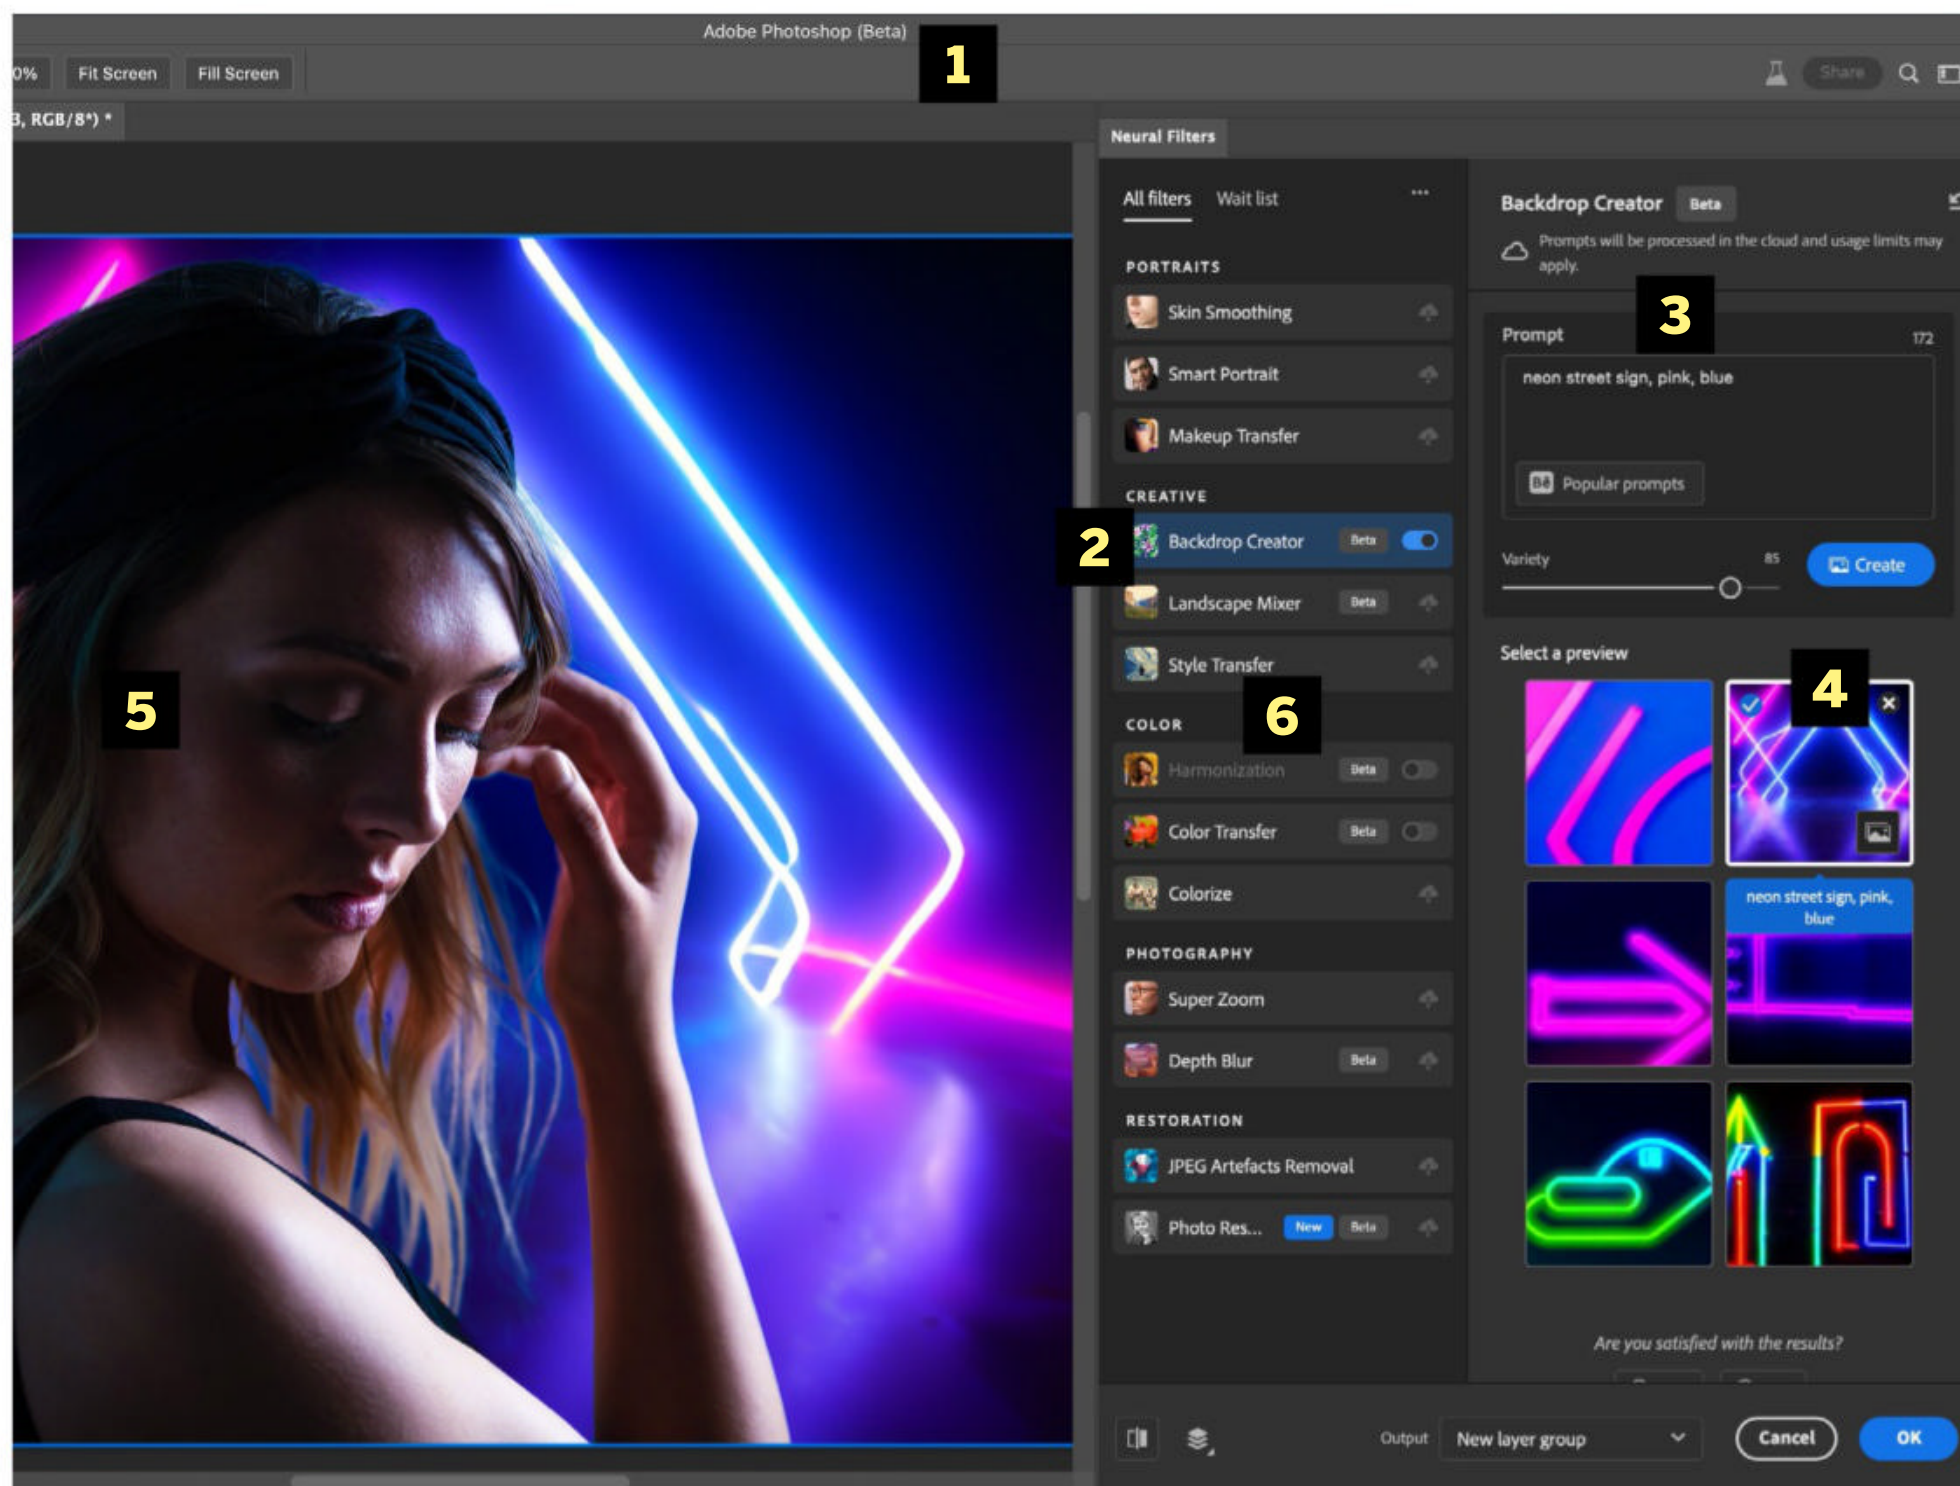 Adobe Photoshop (Beta)
1
0%
Fit Screen
Fill Screen
Share
3, RGB/8*) *
Neural Filters
All filters
Wait list
...
PORTRAITS
Skin Smoothing
Smart Portrait
Makeup Transfer
CREATIVE
2
Backdrop Creator
Beta
Landscape Mixer
Beta
Style Transfer
6
COLOR
Harmonization
Beta
Color Transfer
Beta
Colorize
PHOTOGRAPHY
Super Zoom
Depth Blur
Beta
RESTORATION
JPEG Artefacts Removal
Photo Res...
New
Beta
Backdrop Creator
Beta
Prompts will be processed in the cloud and usage limits may
apply.
3
Prompt
172
neon street sign, pink, blue
Bē
Popular prompts
Variety
85
Create
Select a preview
4
neon street sign, pink,
blue
Are you satisfied with the results?
5
Output
New layer group
Cancel
OK